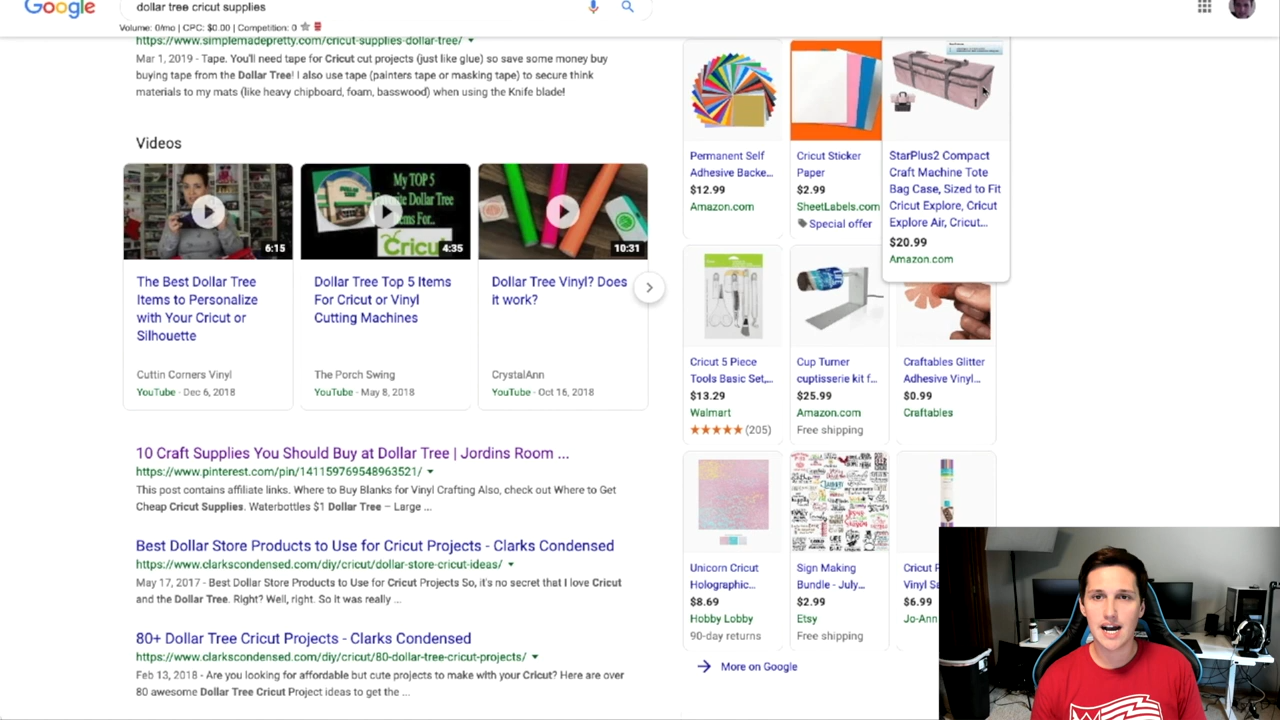 Google
dollar tree cricut supplies
Volume: 0/mo | CPC: $0.00 | Competition: 0
https://www.simplemadepretty.com/cricut-supplies-dollar-tree/
Mar 1, 2019 - Tape. You'll need tape for Cricut cut projects (just like glue) so save some money buy
buying tape from the Dollar Tree! I also use tape (painters tape or masking tape) to secure think
materials to my mats (like heavy chipboard, foam, basswood) when using the Knife blade!
Videos
6:15
The Best Dollar Tree
Items to Personalize
with Your Cricut or
Silhouette
Cuttin Corners Vinyl
YouTube - Dec 6, 2018
My TOP 5
Favorite Dollar Tree
Items For...
Cricut
4:35
Dollar Tree Top 5 Items
For Cricut or Vinyl
Cutting Machines
The Porch Swing
YouTube - May 8, 2018
10:31
Dollar Tree Vinyl? Does
it work?
CrystalAnn
YouTube - Oct 16, 2018
10 Craft Supplies You Should Buy at Dollar Tree | Jordins Room ...
https://www.pinterest.com/pin/141159769548963521/
This post contains affiliate links. Where to Buy Blanks for Vinyl Crafting Also, check out Where to Get
Cheap Cricut Supplies. Waterbottles $1 Dollar Tree – Large ...
Best Dollar Store Products to Use for Cricut Projects - Clarks Condensed
https://www.clarkscondensed.com/diy/cricut/dollar-store-cricut-ideas/
May 17, 2017 - Best Dollar Store Products to Use for Cricut Projects So, it's no secret that I love Cricut
and the Dollar Tree. Right? Well, right. So It was really ...
80+ Dollar Tree Cricut Projects - Clarks Condensed
https://www.clarkscondensed.com/diy/cricut/80-dollar-tree-cricut-projects/
Feb 13, 2018 - Are you looking for affordable but cute projects to make with your Cricut? Here are over
80 awesome Dollar Tree Cricut Project ideas to get the ...
Permanent Self
Adhesive Backe...
$12.99
Amazon.com
Cricut Sticker
Paper
$2.99
SheetLabels.com
Special offer
StarPlus2 Compact
Craft Machine Tote
Bag Case, Sized to Fit
Cricut Explore, Cricut
Explore Air, Cricut...
$20.99
Amazon.com
Cricut 5 Piece
Tools Basic Set,...
$13.29
Walmart
(205)
Cup Turner
cuptisserie kit f...
$25.99
Amazon.com
Free shipping
Craftables Glitter
Adhesive Vinyl...
$0.99
Craftables
Unicorn Cricut
Holographic...
$8.69
Hobby Lobby
90-day returns
Sign Making
Bundle - July...
$2.99
Etsy
Free shipping
Cricut
Vinyl Sa
$6.99
Jo-Ann
More on Google